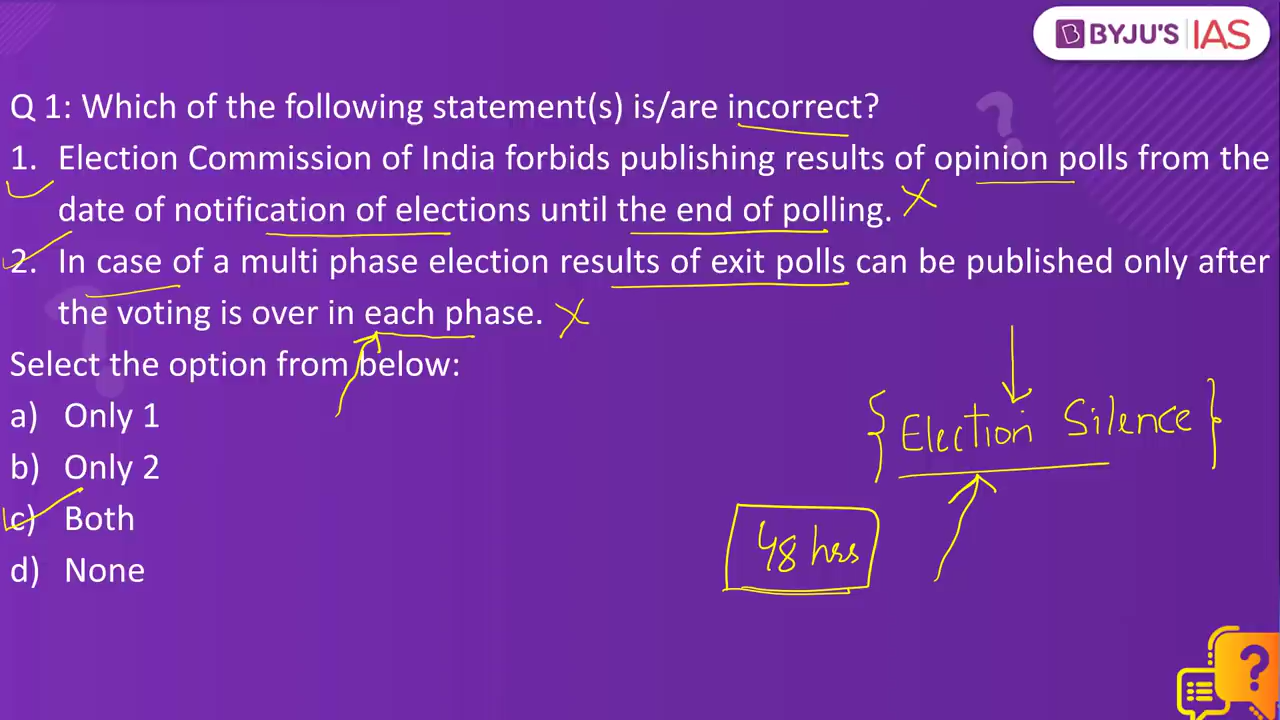 BYJU'S IAS
Q 1: Which of the following statement(s) is/are incorrect?
1. Election Commission of India forbids publishing results of opinion polls from the
date of notification of elections until the end of polling.
2. In case of a multi phase election results of exit polls can be published only after
the voting is over in each phase.
Select the option from below:
a) Only 1
b) Only 2
c) Both
d) None
{Election Silence}
48 hrs